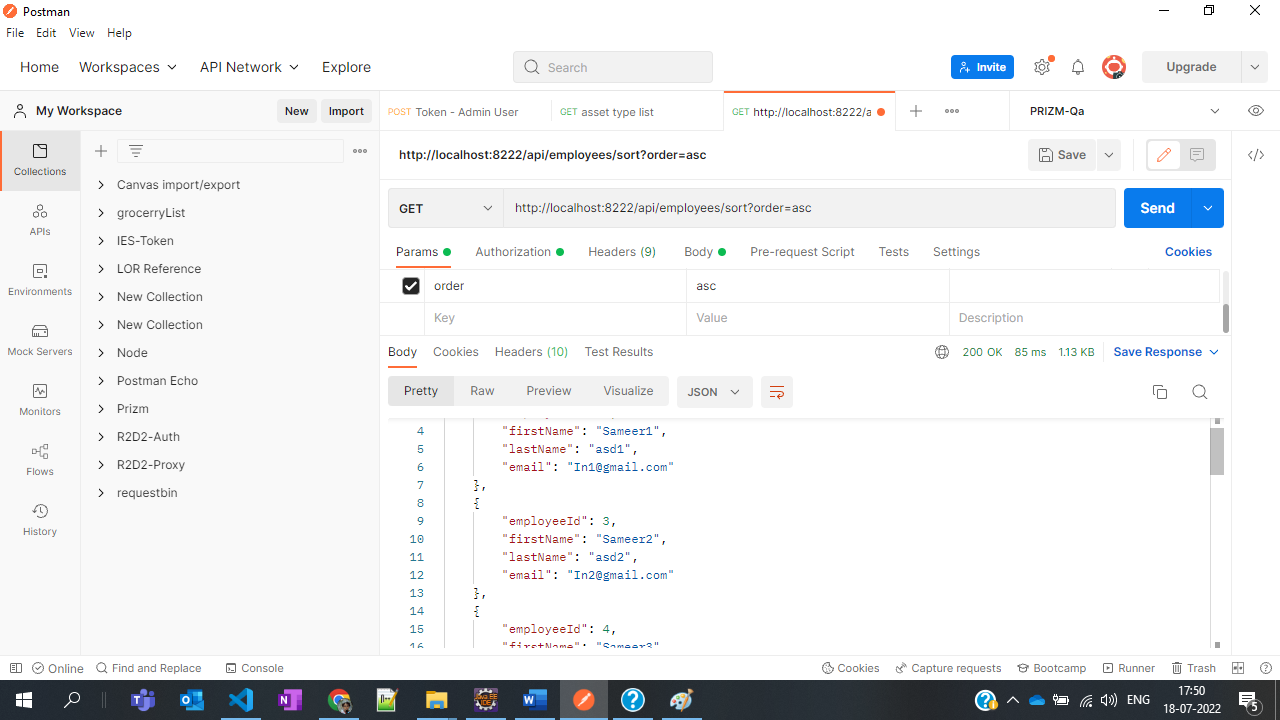 Postman
File Edit View Help
Home Workspaces API Network Explore Search Invite Upgrade
My Workspace New Import POST Token - Admin User GET asset type list GET http://localhost:8222/a PRIZM-Qa
Collections
APIs
Environments
Mock Servers
Monitors
Flows
History
Canvas import/export
grocerryList
IES-Token
LOR Reference
New Collection
New Collection
Node
Postman Echo
Prizm
R2D2-Auth
R2D2-Proxy
requestbin
http://localhost:8222/api/employees/sort?order=asc Save
GET http://localhost:8222/api/employees/sort?order=asc Send
Params Authorization Headers (9) Body Pre-request Script Tests Settings Cookies
order asc
Key Value Description
Body Cookies Headers (10) Test Results 200 OK 85 ms 1.13 KB Save Response
Pretty Raw Preview Visualize JSON
4 "firstName": "Sameer1",
5 "lastName": "asd1",
6 "email": "In1@gmail.com"
7 },
8 {
9 "employeeId": 3,
10 "firstName": "Sameer2",
11 "lastName": "asd2",
12 "email": "In2@gmail.com"
13 },
14 {
15 "employeeId": 4,
16 "firstName": "Sameer3"
Online Find and Replace Console Cookies Capture requests Bootcamp Runner Trash
ENG 17:50
18-07-2022 5